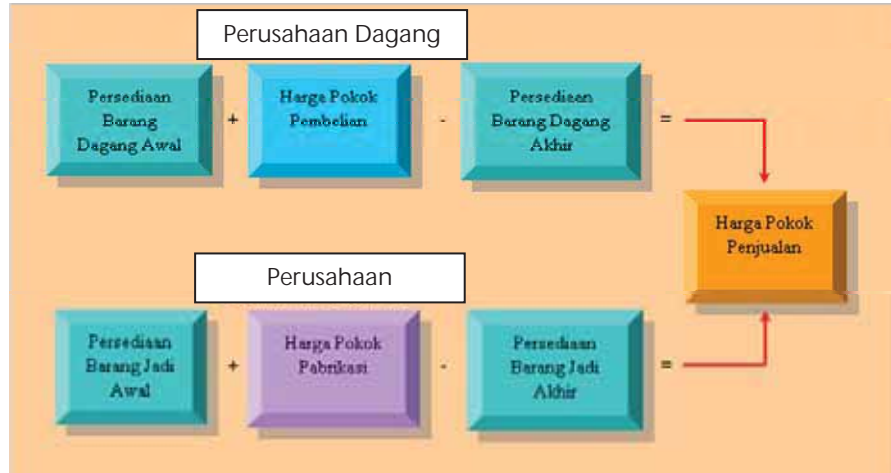 Perusahaan Dagang
Persediaan
Barang
Dagang Awal
+
Harga Pokok
Pembelian
-
Persediaan
Barang Dagang
Akhir
=
Harga Pokok
Penjualan
Perusahaan
Persediaan
Barang Jadi
Awal
+
Harga Pokok
Pabrikasi
-
Persediaan
Barang Jadi
Akhir
=